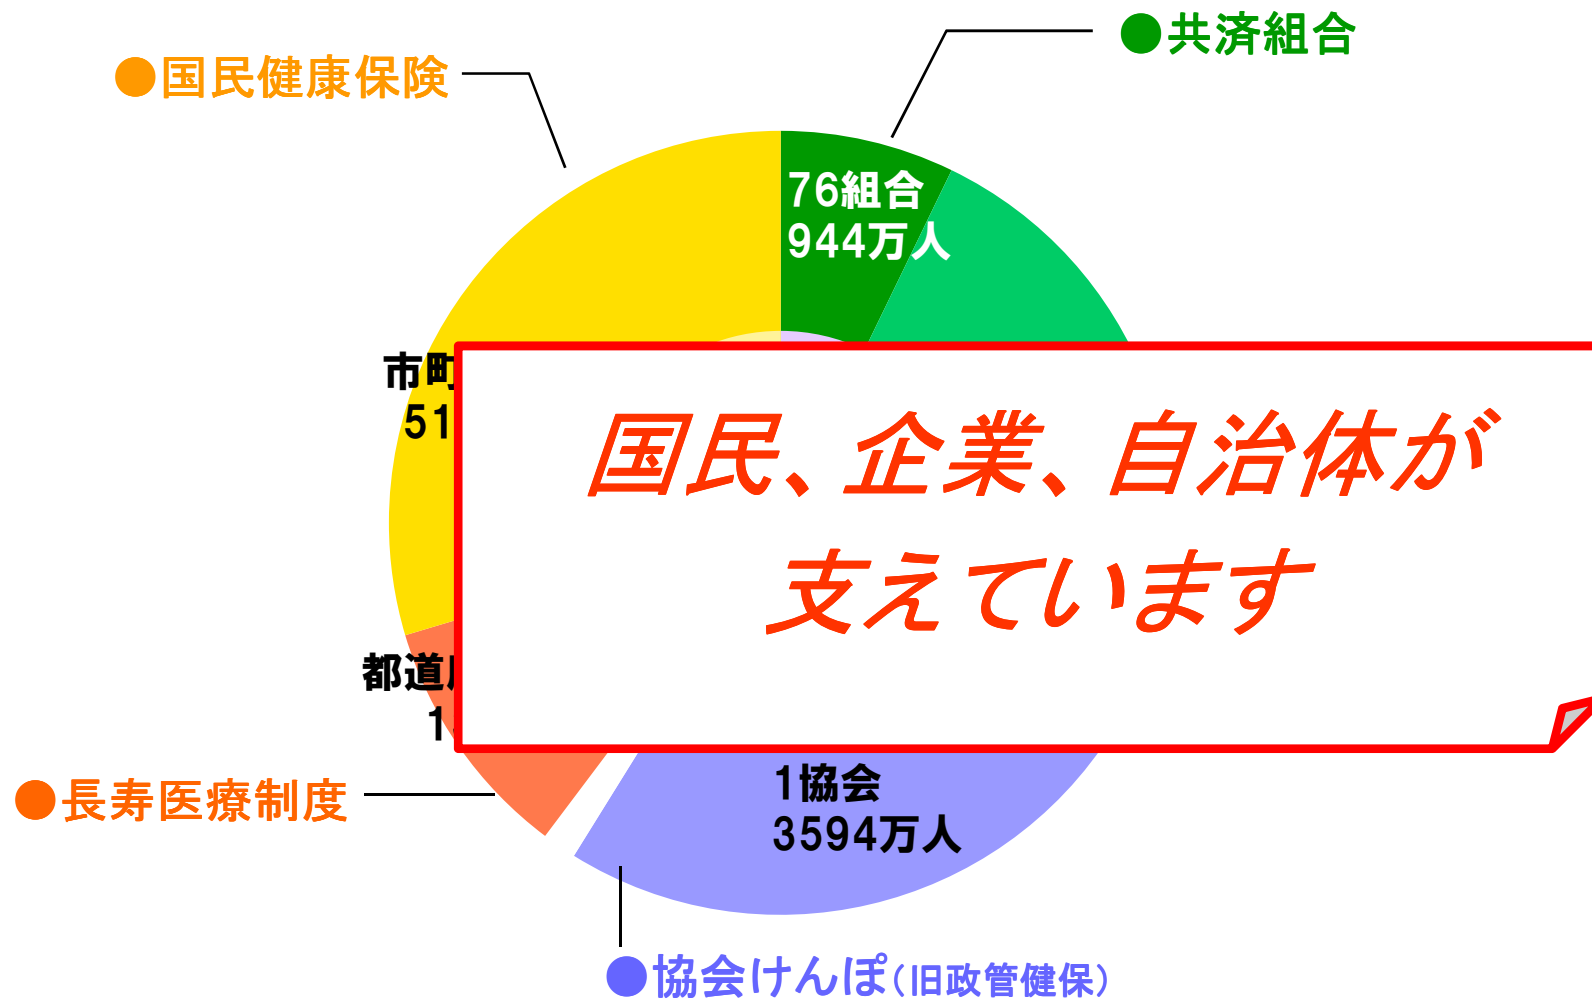 ●共済組合
●国民健康保険
76組合
944万人
市町
51
国民、企業、自治体が
支えています
都道
1
●長寿医療制度
1協会
3594万人
●協会けんぽ(旧政管健保)